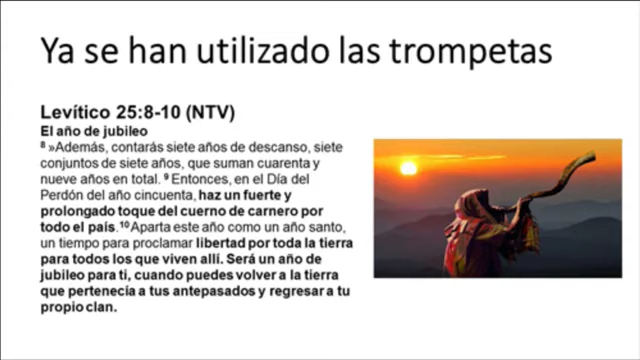 Ya se han utilizado las trompetas
Levítico 25:8-10 (NTV)
El año de jubileo
8 »Además, contarás siete años de descanso, siete
conjuntos de siete años, que suman cuarenta y
nueve años en total. 9 Entonces, en el Día del
Perdón del año cincuenta, haz un fuerte y
prolongado toque del cuerno de carnero por
todo el país.10 Aparta este año como un año santo,
un tiempo para proclamar libertad por toda la tierra
para todos los que viven allí. Será un año de
jubileo para ti, cuando puedes volver a la tierra
que pertenecía a tus antepasados y regresar a tu
propio clan.